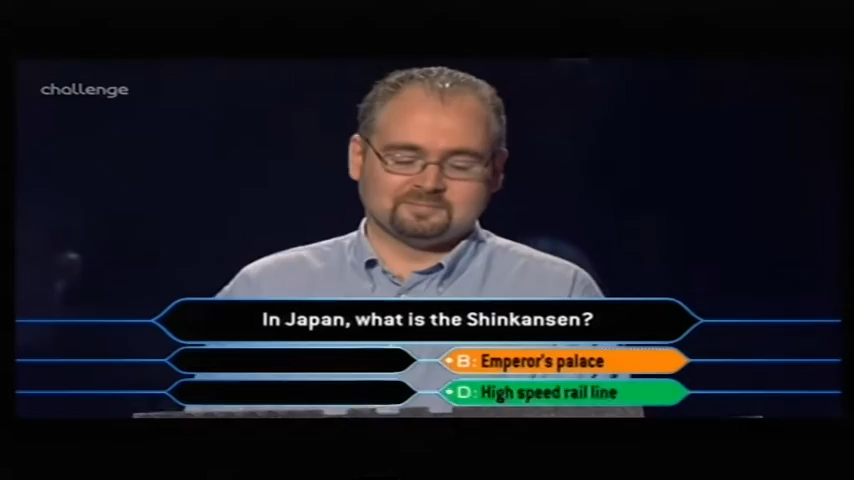 challenge
In Japan, what is the Shinkansen?
B: Emperor's palace
D: High speed rail line